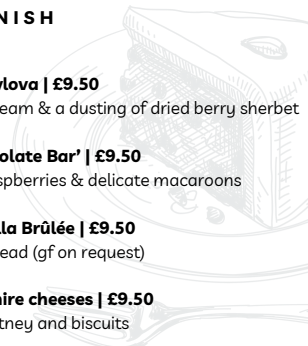 NISH
vlova | £9.50
eam & a dusting of dried berry sherbet
olate Bar' | £9.50
spberries & delicate macaroons
la Brûlée | £9.50
ead (gf on request)
ire cheeses | £9.50
tney and biscuits